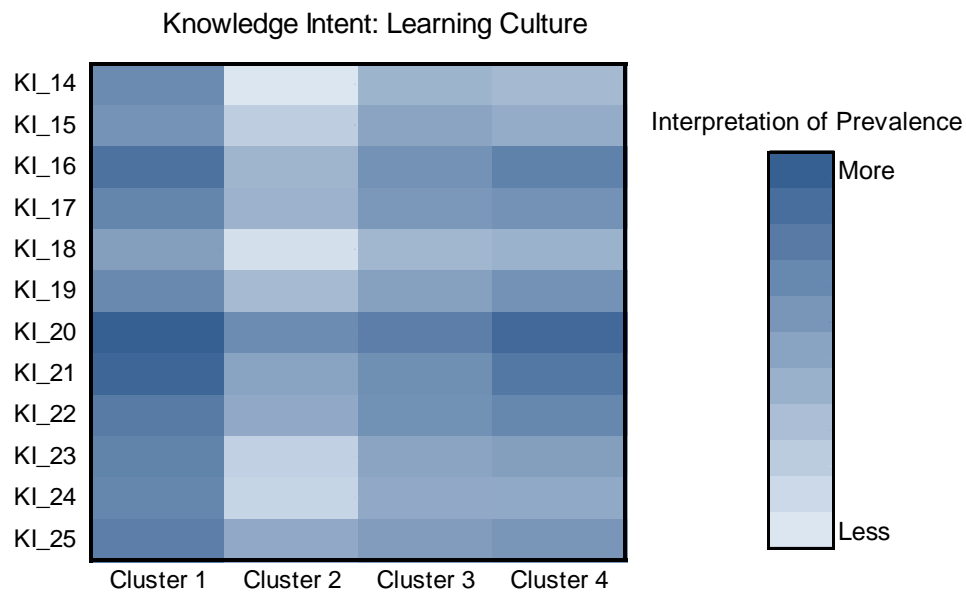 Knowledge Intent: Learning Culture
KI_14
KI_15
KI_16
KI_17
KI_18
KI_19
KI_20
KI_21
KI_22
KI_23
KI_24
KI_25
Cluster 1 Cluster 2 Cluster 3 Cluster 4
Interpretation of Prevalence
More
Less